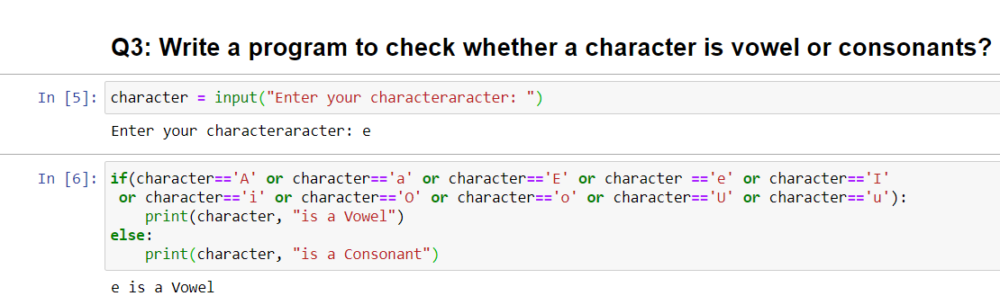 Q3: Write a program to check whether a character is vowel or consonants?
In [5]: character = input("Enter your characteraracter: ")
Enter your characteraracter: e
In [6]: if(character=='A' or character=='a' or character=='E' or character =='e' or character=='I'
 or character=='i' or character=='O' or character=='o' or character=='U' or character=='u'):
    print(character, "is a Vowel")
else:
    print(character, "is a Consonant")
e is a Vowel